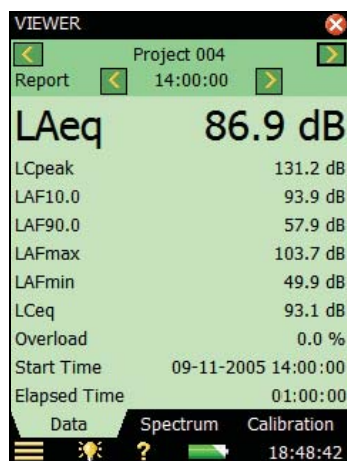 VIEWER
Project 004
Report 14:00:00
LAeq 86.9 dB
LCpeak 131.2 dB
LAF10.0 93.9 dB
LAF90.0 57.9 dB
LAFmax 103.7 dB
LAFmin 49.9 dB
LCeq 93.1 dB
Overload 0.0 %
Start Time 09-11-2005 14:00:00
Elapsed Time 01:00:00
Data Spectrum Calibration
? 18:48:42